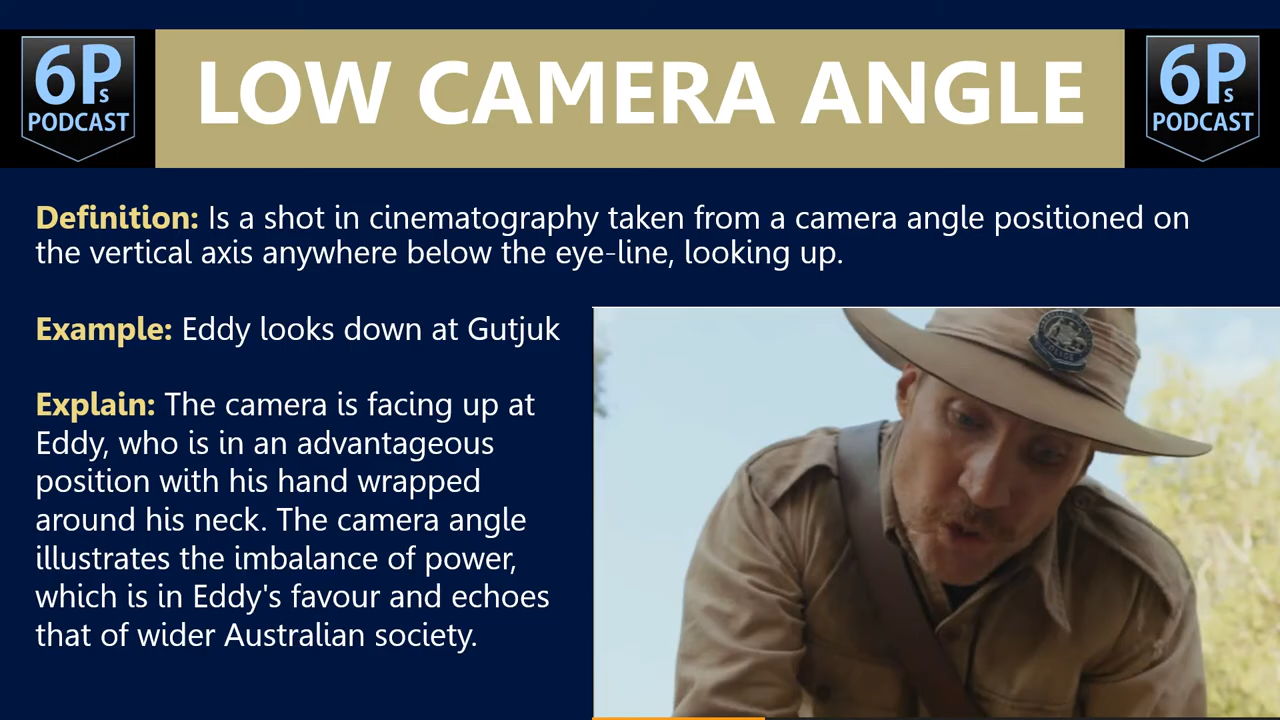 6Ps
PODCAST
LOW CAMERA ANGLE
6Ps
PODCAST
Definition: Is a shot in cinematography taken from a camera angle positioned on
the vertical axis anywhere below the eye-line, looking up.
Example: Eddy looks down at Gutjuk
Explain: The camera is facing up at
Eddy, who is in an advantageous
position with his hand wrapped
around his neck. The camera angle
illustrates the imbalance of power,
which is in Eddy's favour and echoes
that of wider Australian society.